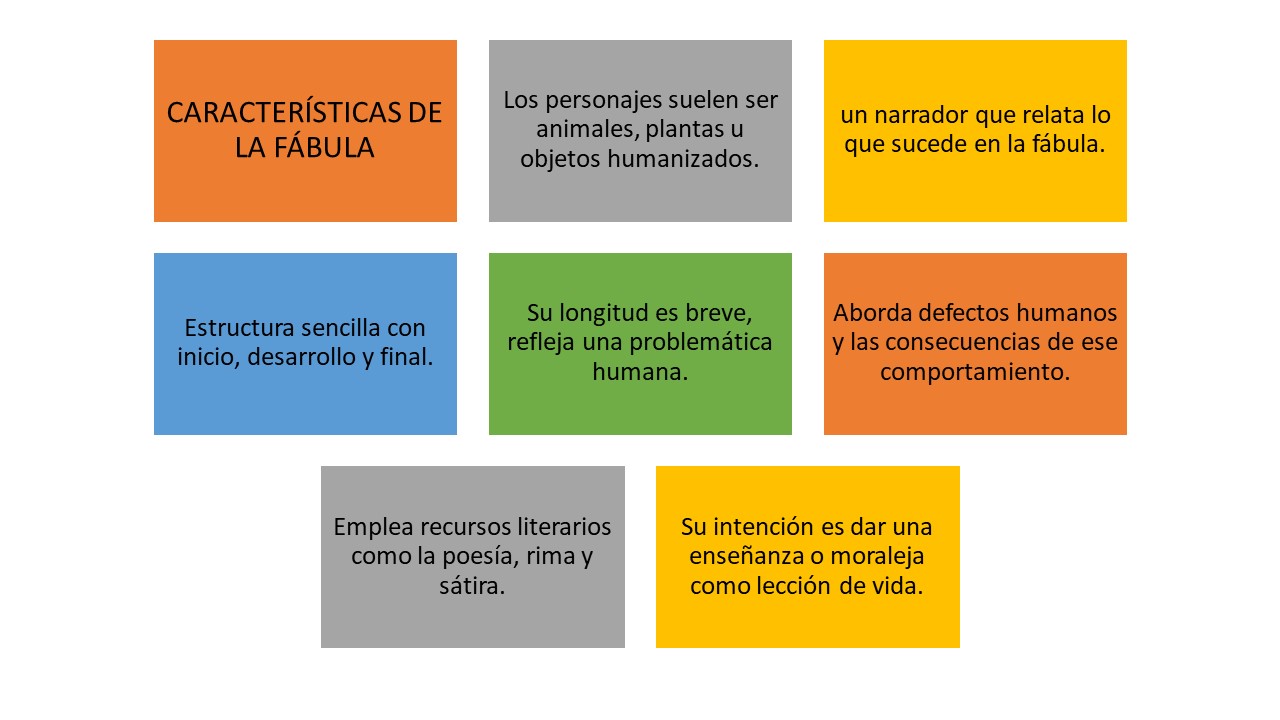 CARACTERÍSTICAS DE
LA FÁBULA
Los personajes suelen ser
animales, plantas u
objetos humanizados.
un narrador que relata lo
que sucede en la fábula.
Estructura sencilla con
inicio, desarrollo y final.
Su longitud es breve,
refleja una problemática
humana.
Aborda defectos humanos
y las consecuencias de ese
comportamiento.
Emplea recursos literarios
como la poesía, rima y
sátira.
Su intención es dar una
enseñanza o moraleja
como lección de vida.